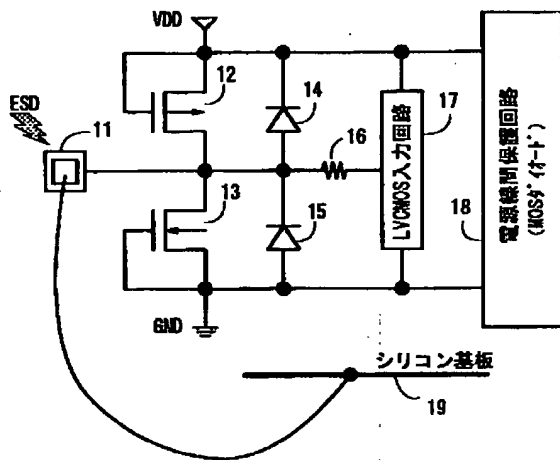 VDD
12
14
17
ESD
11
16
LVCMOS入力回路
電源線間保護回路
(MOSダイオード)
13
15
18
GND
シリコン基板
19